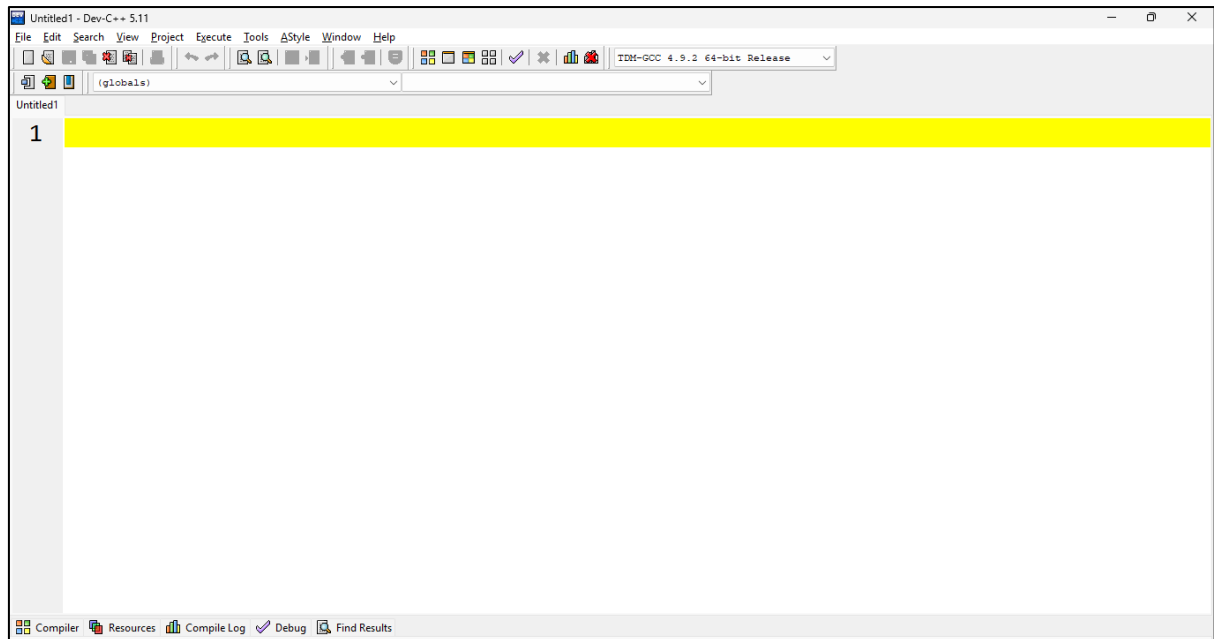 Untitled1 - Dev-C++ 5.11
File Edit Search View Project Execute Tools AStyle Window Help
TDM-GCC 4.9.2 64-bit Release
(globals)
Untitled1
1
Compiler Resources Compile Log Debug Find Results